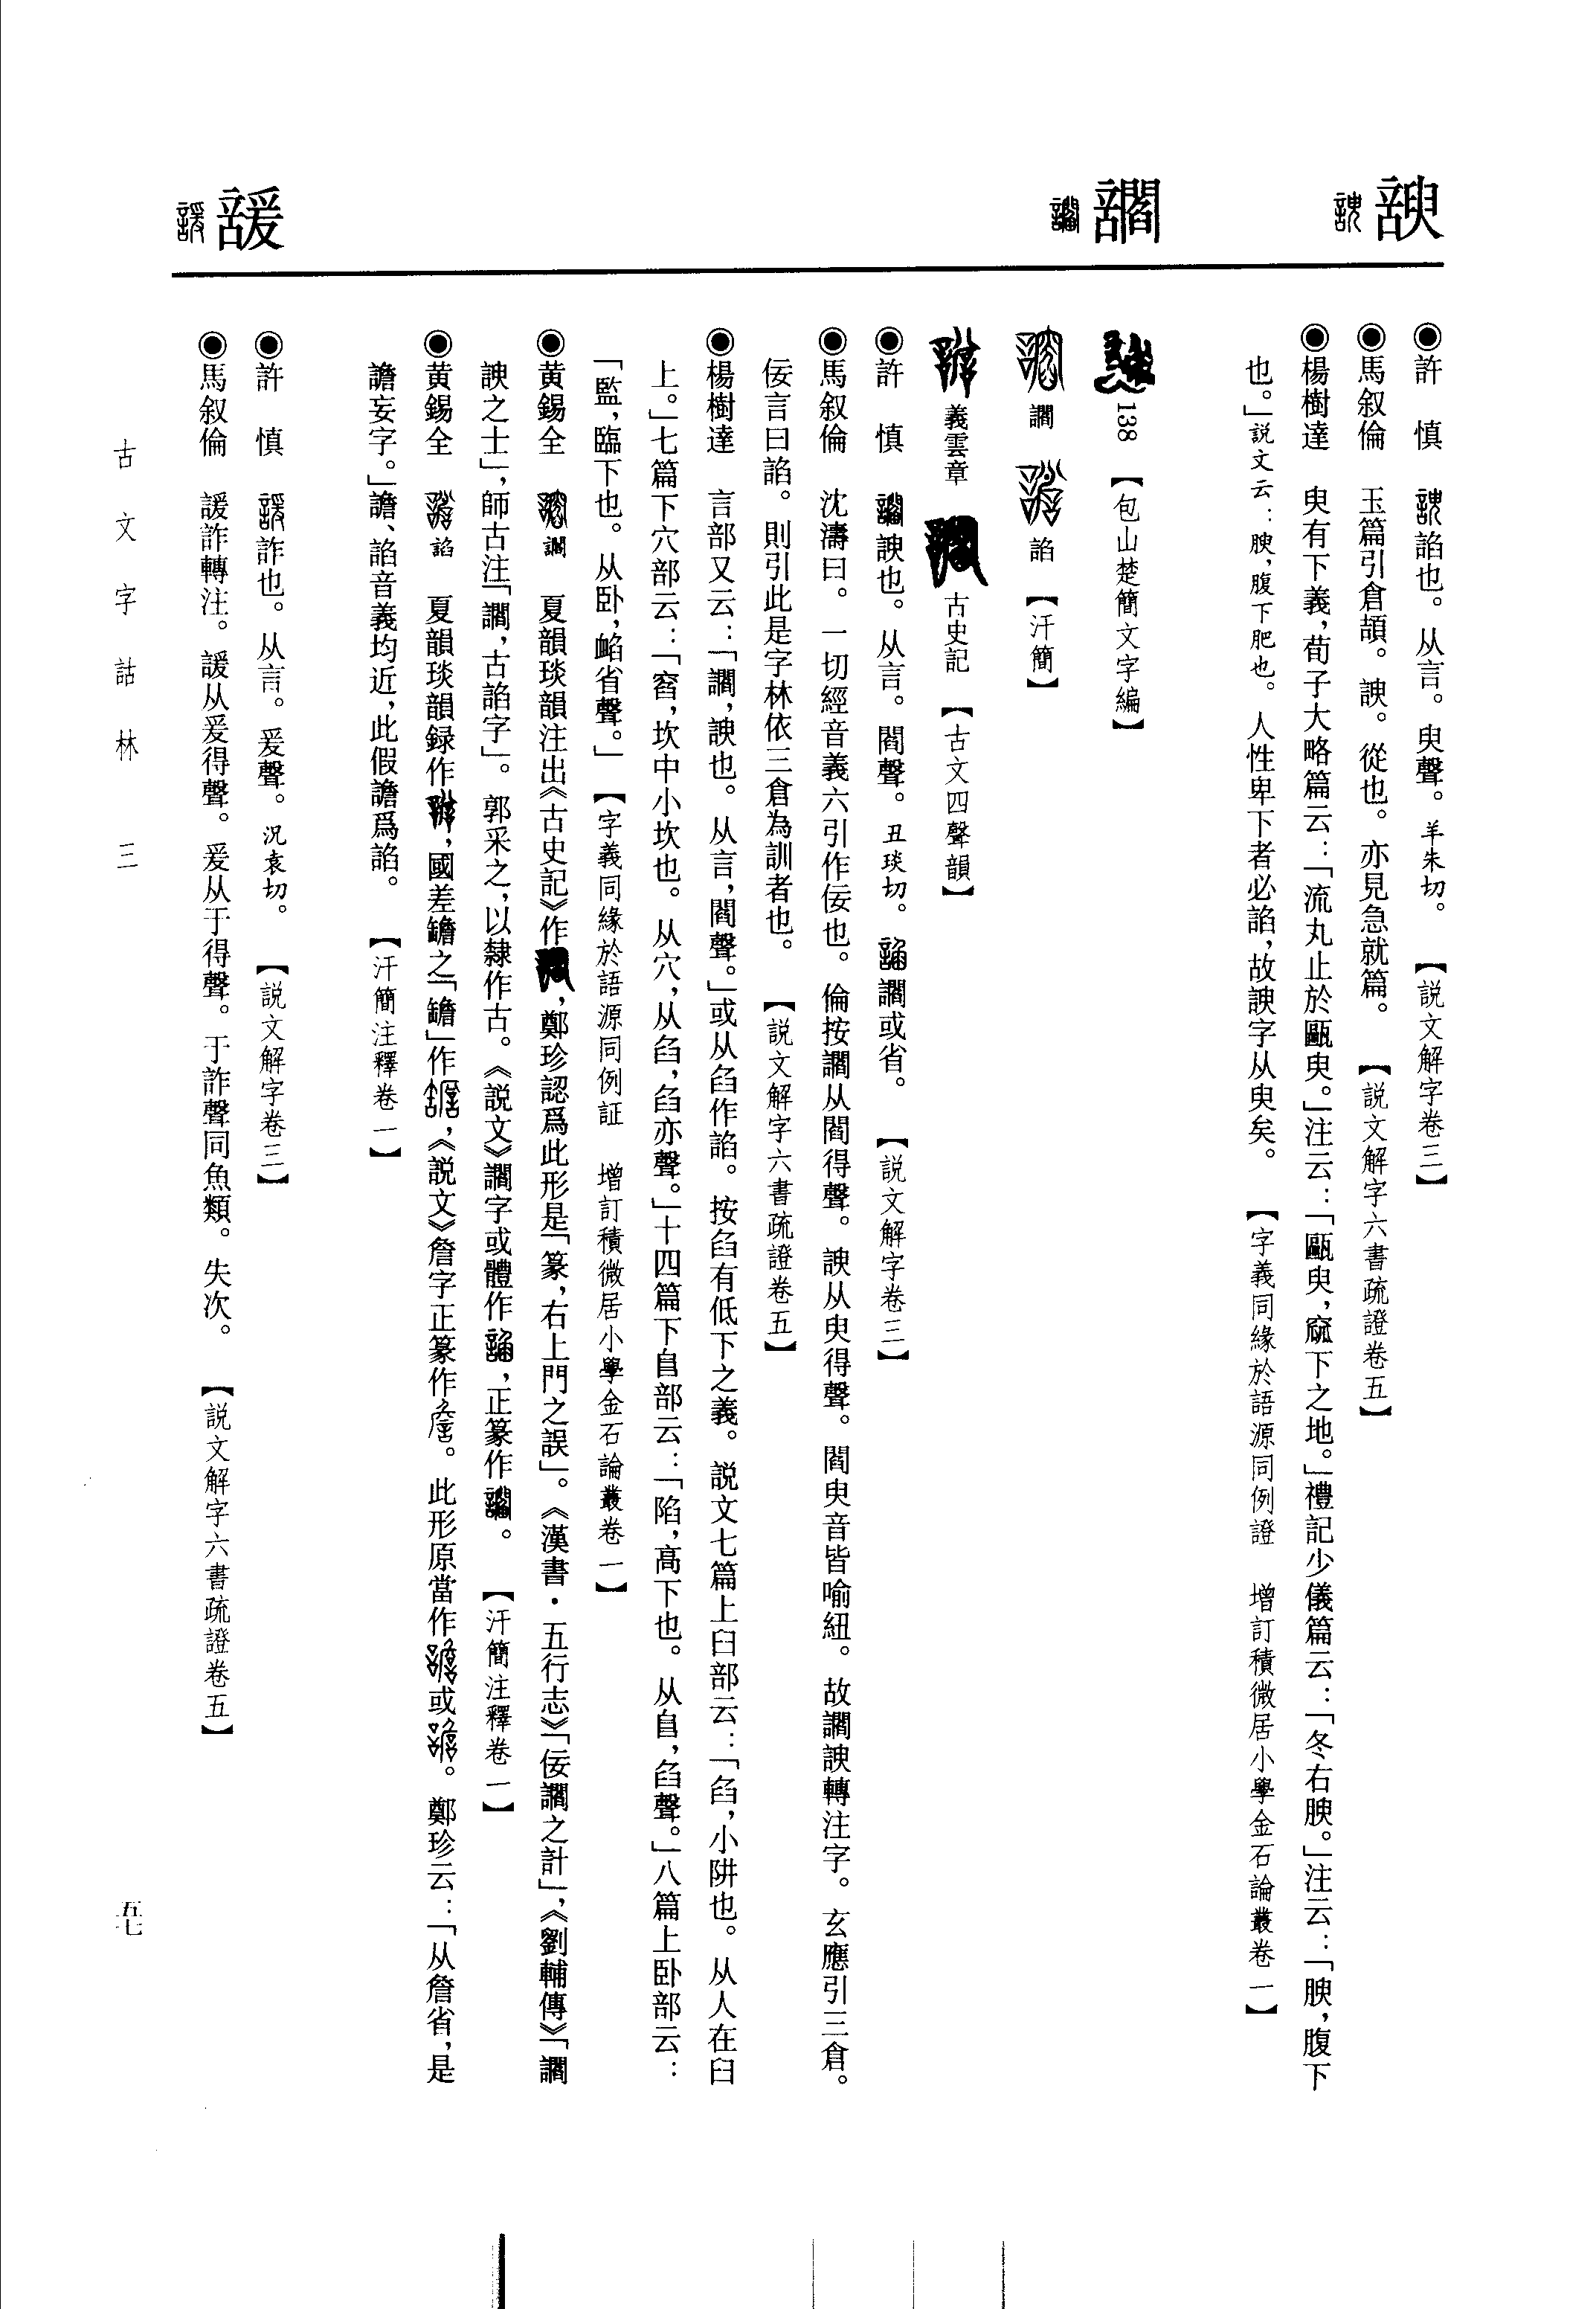 諛
讇
諼
●許　慎　諂也。从言。臾聲。羊朱切。【説文解字卷三】
●馬叙倫　玉篇引倉頡。諛。從也。亦見急就篇。【説文解字六書疏證卷五】
●楊樹達　臾有下義，荀子大略篇云：「流丸止於甌臾。」注云：「甌臾，窳下之地。」禮記少儀篇云：「冬右腴。」注云：「腴，腹下
也。」説文云：腴，腹下肥也。人性卑下者必諂，故諛字从臾矣。【字義同緣於語源同例證　增訂積微居小學金石論叢卷一】
138【包山楚簡文字編】
讇　諂【汗簡】
義雲章　古史記【古文四聲韻】
●許　慎　諛也。从言。閻聲。丑琰切。讇或省。【説文解字卷三】
●馬叙倫　沈濤曰。一切經音義六引作佞也。倫按讇从閻得聲。諛从臾得聲。閻臾音皆喻紐。故讇諛轉注字。玄應引三倉。
佞言曰諂。則引此是字林依三倉為訓者也。【説文解字六書疏證卷五】
●楊樹達　言部又云：「讇，諛也。从言，閻聲。」或从臽作諂。按臽有低下之義。説文七篇上臼部云：「臽，小阱也。从人在臼
上。」七篇下穴部云：「窞，坎中小坎也。从穴，从臽，臽亦聲。」十四篇下𨸏部云：「陷，高下也。从𨸏，臽聲。」八篇上卧部云：
「監，臨下也。从卧，䘓省聲。」【字義同緣於語源同例証　增訂積微居小學金石論叢卷一】
●黄錫全　讇　夏韻琰韻注出《古史記》作，鄭珍認爲此形是「篆，右上門之誤」。《漢書·五行志》「佞讇之計」，《劉輔傳》「讇
諛之士」，師古注「讇，古諂字」。郭采之，以隸作古。《説文》讇字或體作，正篆作。【汗簡注釋卷一】
●黄錫全　諂　夏韻琰韻録作，國差𦉜之「𦉜」作，《説文》詹字正篆作。此形原當作或。鄭珍云：「从詹省，是
譫妄字。」譫、諂音義均近，此假譫爲諂。【汗簡注釋卷一】
●許　慎　詐也。从言。爰聲。况袁切。【説文解字卷三】
●馬叙倫　諼詐轉注。諼从爰得聲。爰从于得聲。于詐聲同魚類。失次。【説文解字六書疏證卷五】
古文字詁林　三
五七